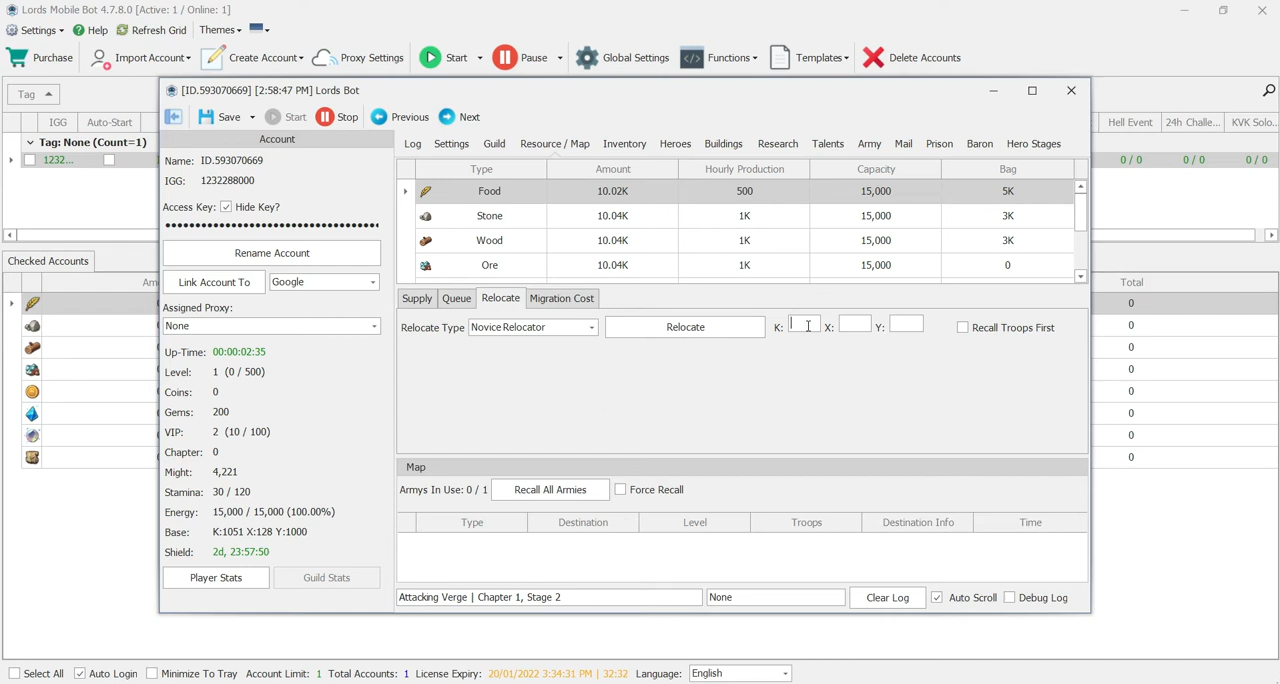 Lords Mobile Bot 4.7.8.0 [Active: 1 / Online: 1]
Settings Help Refresh Grid Themes
Purchase Import Account Create Account Proxy Settings Start Pause Global Settings Functions Templates Delete Accounts
Tag
IGG Auto-Start Hell Event 24h Challe... KVK Solo...
Tag: None (Count=1)
1232... 0 / 0 0 / 0 0 / 0
Checked Accounts
Total
0
0
0
0
0
0
0
0
[ID.593070669] [2:58:47 PM] Lords Bot
Save Start Stop Previous Next
Account
Name: ID.593070669
IGG: 1232288000
Access Key: Hide Key?
Rename Account
Link Account To Google
Assigned Proxy:
None
Up-Time: 00:00:02:35
Level: 1 (0 / 500)
Coins: 0
Gems: 200
VIP: 2 (10 / 100)
Chapter: 0
Might: 4,221
Stamina: 30 / 120
Energy: 15,000 / 15,000 (100.00%)
Base: K:1051 X:128 Y:1000
Shield: 2d, 23:57:50
Player Stats Guild Stats
Log Settings Guild Resource / Map Inventory Heroes Buildings Research Talents Army Mail Prison Baron Hero Stages
Type Amount Hourly Production Capacity Bag
Food 10.02K 500 15,000 5K
Stone 10.04K 1K 15,000 3K
Wood 10.04K 1K 15,000 3K
Ore 10.04K 1K 15,000 0
Supply Queue Relocate Migration Cost
Relocate Type Novice Relocator Relocate K: X: Y: Recall Troops First
Map
Armys In Use: 0 / 1 Recall All Armies Force Recall
Type Destination Level Troops Destination Info Time
Attacking Verge | Chapter 1, Stage 2 None Clear Log Auto Scroll Debug Log
Select All Auto Login Minimize To Tray Account Limit: 1 Total Accounts: 1 License Expiry: 20/01/2022 3:34:31 PM | 32:32 Language: English